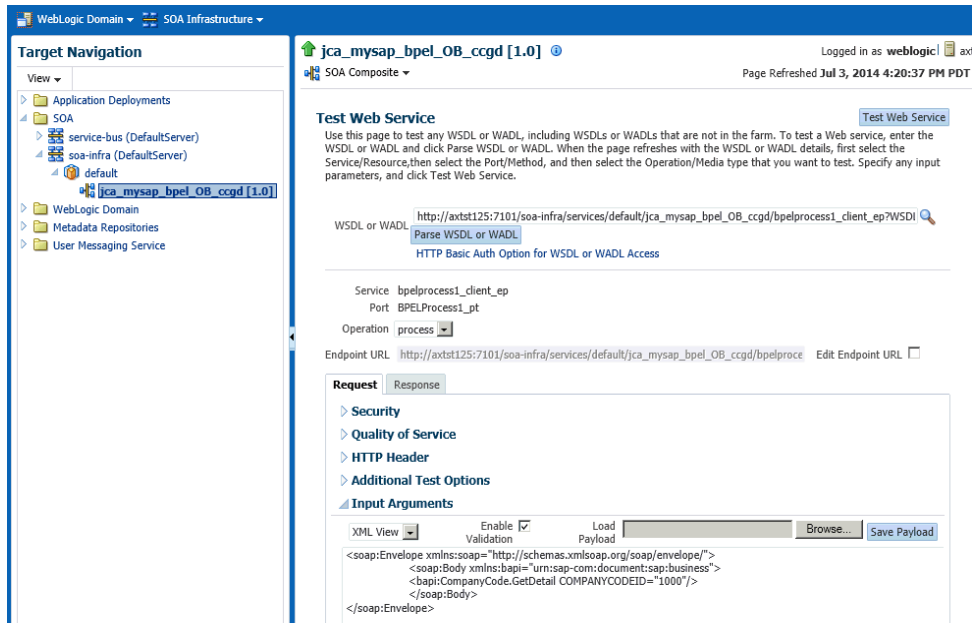 WebLogic Domain SOA Infrastructure
Target Navigation
View
Application Deployments
SOA
service-bus (DefaultServer)
soa-infra (DefaultServer)
default
jca_mysap_bpel_OB_ccgd [1.0]
WebLogic Domain
Metadata Repositories
User Messaging Service
jca_mysap_bpel_OB_ccgd [1.0]
Logged in as weblogic
SOA Composite
Page Refreshed Jul 3, 2014 4:20:37 PM PDT
Test Web Service
Test Web Service
Use this page to test any WSDL or WADL, including WSDLs or WADLs that are not in the farm. To test a Web service, enter the
WSDL or WADL and click Parse WSDL or WADL. When the page refreshes with the WSDL or WADL details, first select the
Service/Resource,then select the Port/Method, and then select the Operation/Media type that you want to test. Specify any input
parameters, and click Test Web Service.
WSDL or WADL http://axtst125:7101/soa-infra/services/default/jca_mysap_bpel_OB_ccgd/bpelprocess1_client_ep?WSDL
Parse WSDL or WADL
HTTP Basic Auth Option for WSDL or WADL Access
Service bpelprocess1_client_ep
Port BPELProcess1_pt
Operation process
Endpoint URL http://axtst125:7101/soa-infra/services/default/jca_mysap_bpel_OB_ccgd/bpelproce Edit Endpoint URL
Request Response
Security
Quality of Service
HTTP Header
Additional Test Options
Input Arguments
XML View Enable Validation Load Payload Browse... Save Payload
<soap:Envelope xmlns:soap="http://schemas.xmlsoap.org/soap/envelope/">
<soap:Body xmlns:bapi="urn:sap-com:document:sap:business">
<bapi:CompanyCode.GetDetail COMPANYCODEID="1000"/>
</soap:Body>
</soap:Envelope>